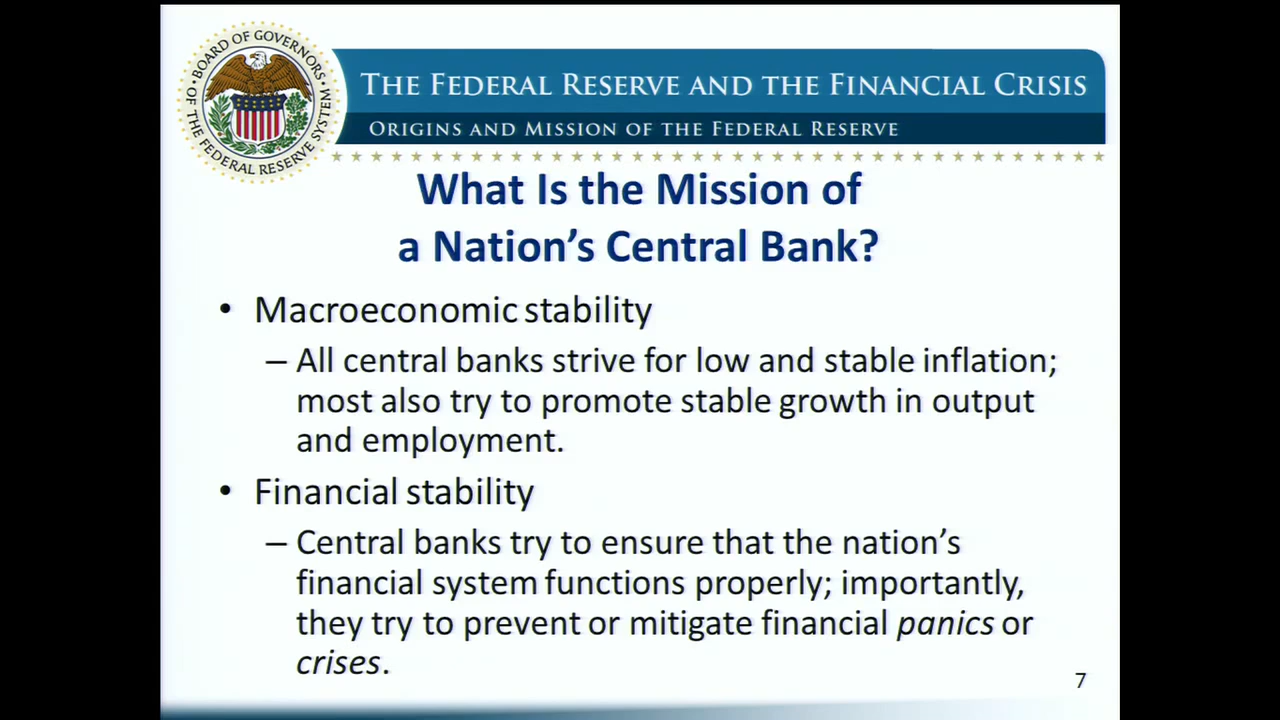 BOARD OF GOVERNORS
OF THE FEDERAL RESERVE SYSTEM
THE FEDERAL RESERVE AND THE FINANCIAL CRISIS
ORIGINS AND MISSION OF THE FEDERAL RESERVE
What Is the Mission of
a Nation's Central Bank?
• Macroeconomic stability
– All central banks strive for low and stable inflation;
most also try to promote stable growth in output
and employment.
• Financial stability
– Central banks try to ensure that the nation's
financial system functions properly; importantly,
they try to prevent or mitigate financial panics or
crises.
7